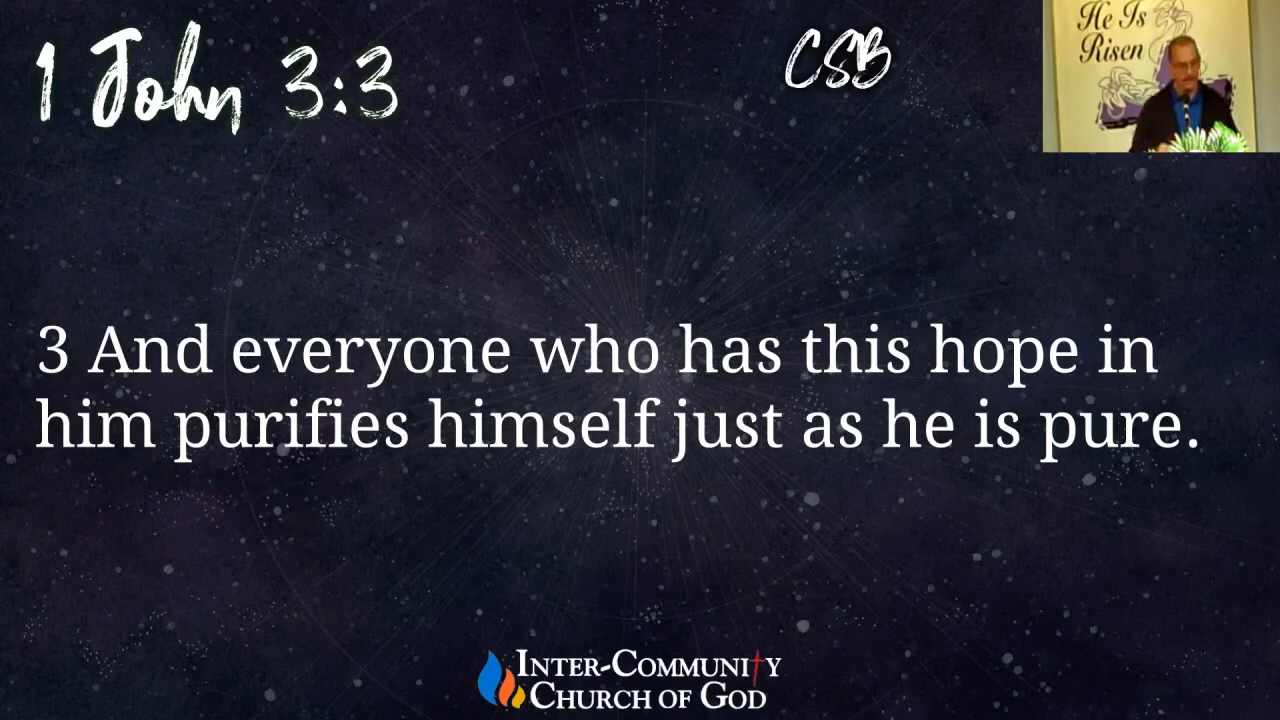 1 John 3:3
CSB
He Is
Risen
3 And everyone who has this hope in
him purifies himself just as he is pure.
Inter-Community
Church of God